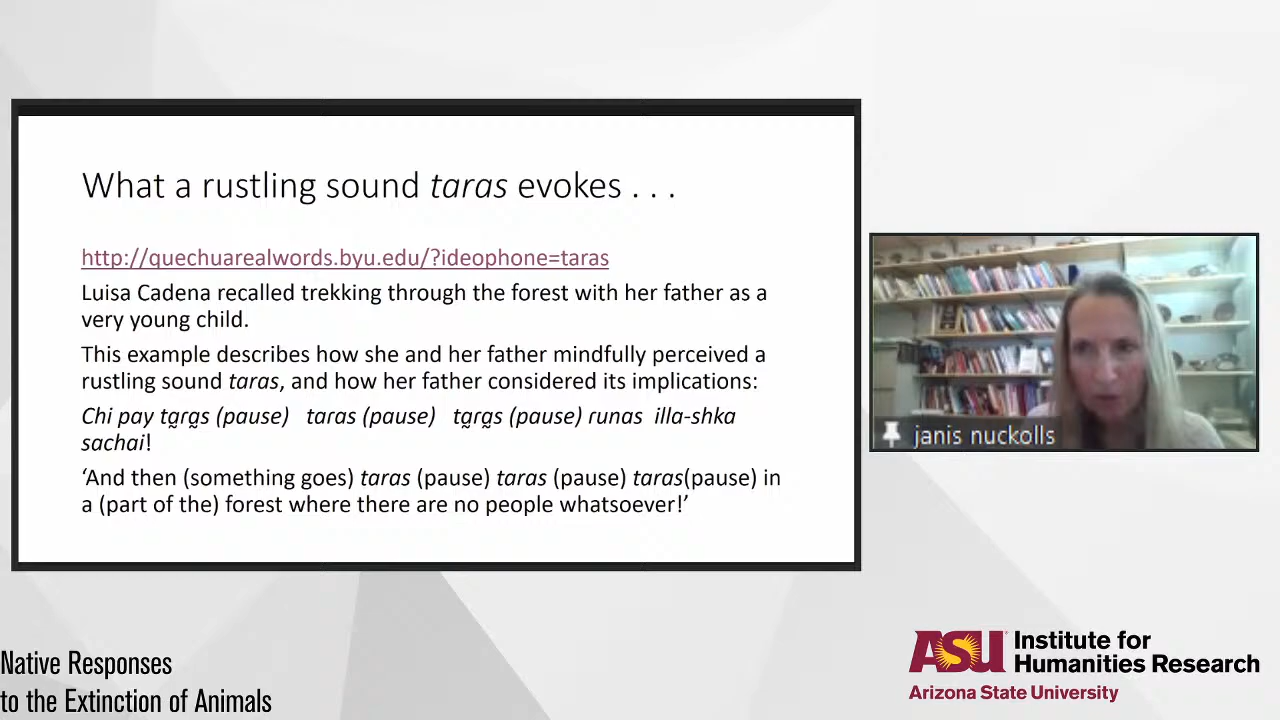 What a rustling sound taras evokes . . .
http://quechuarealwords.byu.edu/?ideophone=taras
Luisa Cadena recalled trekking through the forest with her father as a
very young child.
This example describes how she and her father mindfully perceived a
rustling sound taras, and how her father considered its implications:
Chi pay ta̰ra̰s (pause) taras (pause) ta̰ra̰s (pause) runas illa-shka
sachai!
‘And then (something goes) taras (pause) taras (pause) taras(pause) in
a (part of the) forest where there are no people whatsoever!’
janis nuckolls
Native Responses
to the Extinction of Animals
ASU Institute for
Humanities Research
Arizona State University